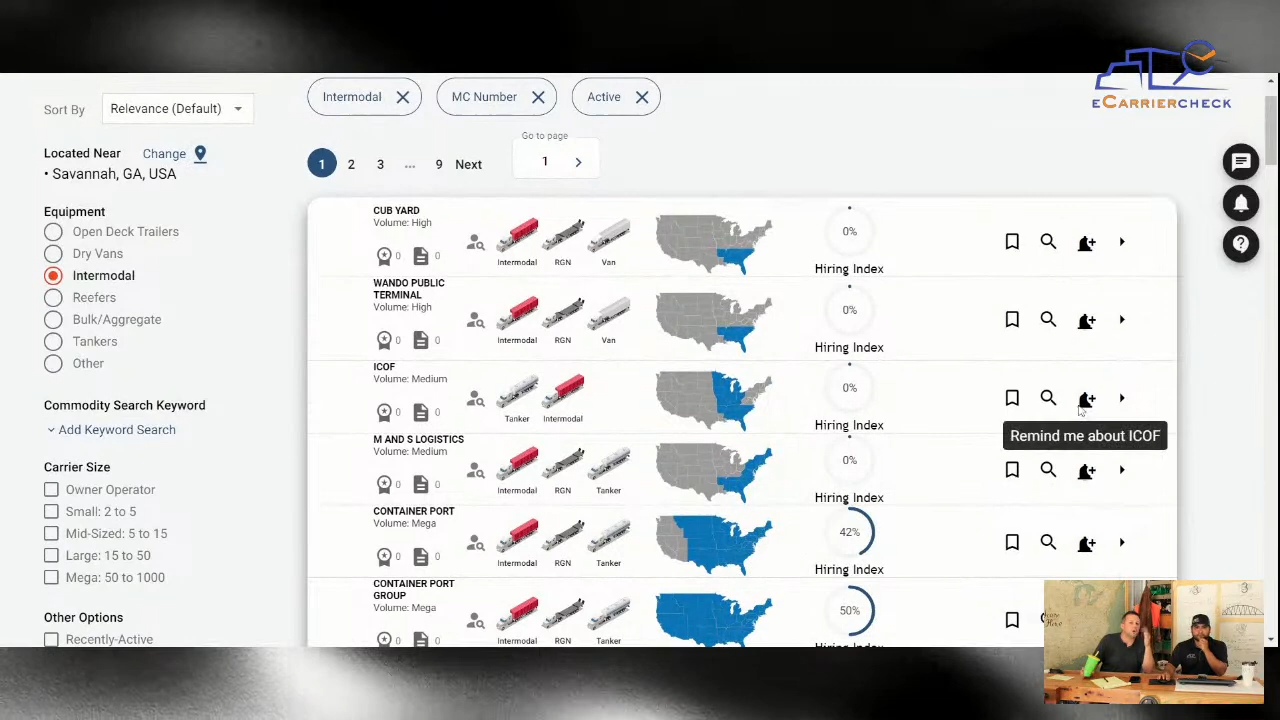 eCarrierCheck
Sort By
Relevance (Default)
Located Near
Change
• Savannah, GA, USA
Equipment
Open Deck Trailers
Dry Vans
Intermodal
Reefers
Bulk/Aggregate
Tankers
Other
Commodity Search Keyword
Add Keyword Search
Carrier Size
Owner Operator
Small: 2 to 5
Mid-Sized: 5 to 15
Large: 15 to 50
Mega: 50 to 1000
Other Options
Recently-Active
Intermodal
MC Number
Active
Go to page
1 2 3 ... 9 Next
1
CUB YARD
Volume: High
0 0
Intermodal RGN Van
0%
Hiring Index
WANDO PUBLIC
TERMINAL
Volume: High
0 0
Intermodal RGN Van
0%
Hiring Index
ICOF
Volume: Medium
0 0
Tanker Intermodal
0%
Hiring Index
Remind me about ICOF
M AND S LOGISTICS
Volume: Medium
0 0
Intermodal RGN Tanker
0%
Hiring Index
CONTAINER PORT
Volume: Mega
0 0
Intermodal RGN Tanker
42%
Hiring Index
CONTAINER PORT
GROUP
Volume: Mega
0 0
Intermodal RGN Tanker
50%
Hiring Index